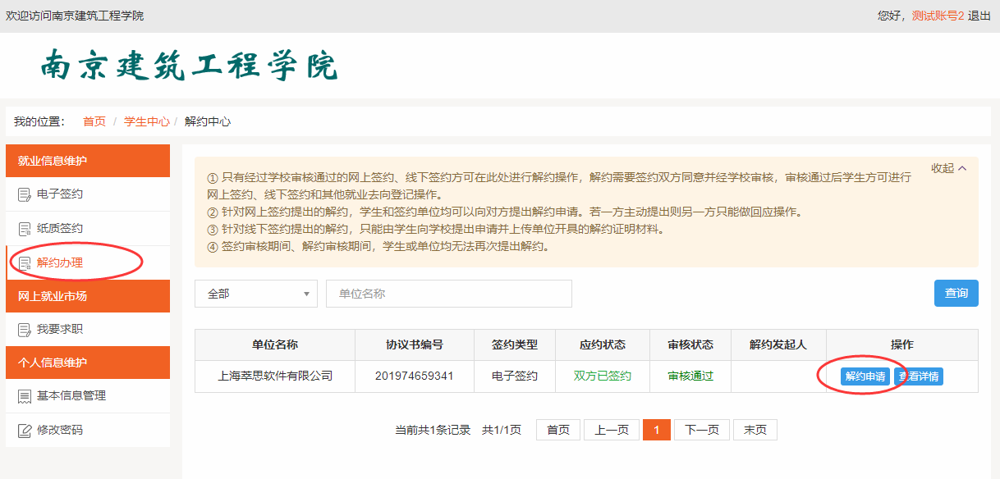 欢迎访问南京建筑工程学院
您好，测试账号2 退出
南京建筑工程学院
我的位置： 首页 / 学生中心 / 解约中心
就业信息维护
电子签约
纸质签约
解约办理
网上就业市场
我要求职
个人信息维护
基本信息管理
修改密码
收起
① 只有经过学校审核通过的网上签约、线下签约方可在此处进行解约操作，解约需要签约双方同意并经学校审核，审核通过后学生方可进行
网上签约、线下签约和其他就业去向登记操作。
② 针对网上签约提出的解约，学生和签约单位均可以向对方提出解约申请。若一方主动提出则另一方只能做回应操作。
③ 针对线下签约提出的解约，只能由学生向学校提出申请并上传单位开具的解约证明材料。
④ 签约审核期间、解约审核期间，学生或单位均无法再次提出解约。
全部 单位名称 查询
单位名称 协议书编号 签约类型 应约状态 审核状态 解约发起人 操作
上海萃思软件有限公司 201974659341 电子签约 双方已签约 审核通过 解约申请 查看详情
当前共1条记录 共1/1页 首页 上一页 1 下一页 末页